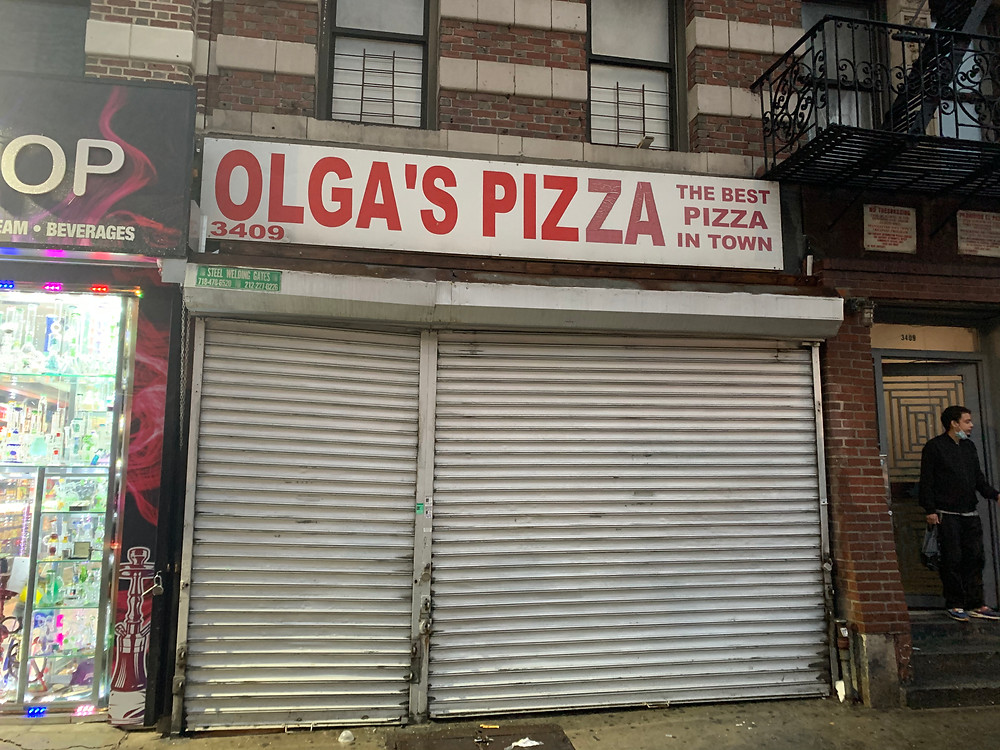 OP
EAM • BEVERAGES
OLGA'S PIZZA
3409
THE BEST
PIZZA
IN TOWN
STEEL WELDING GATES
3409